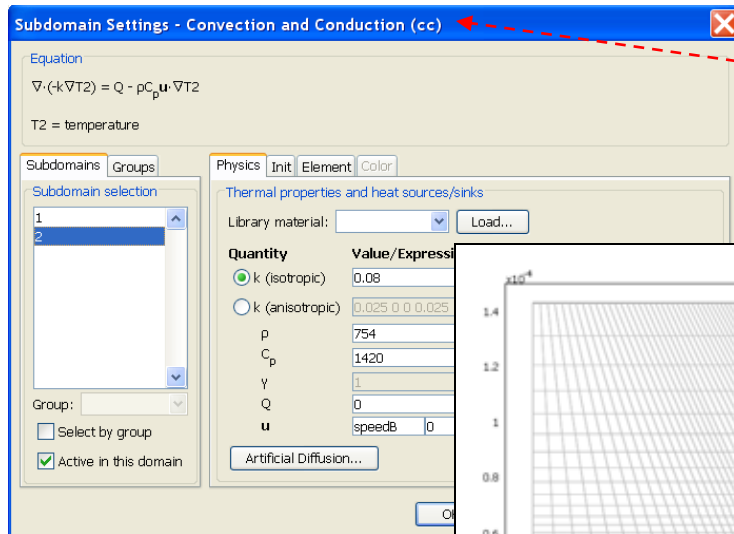 Subdomain Settings - Convection and Conduction (cc)
Equation
∇·(-k∇T2) = Q - ρCpu·∇T2
T2 = temperature
Subdomains Groups
Subdomain selection
1
2
Group:
Select by group
Active in this domain
Physics Init Element Color
Thermal properties and heat sources/sinks
Library material: Load...
Quantity Value/Expressi
k (isotropic) 0.08
k (anisotropic) 0.025 0 0 0.025
ρ 754
Cp 1420
γ 1
Q 0
u speedB 0
Artificial Diffusion...
O
x10-4
1.4
1.2
1
0.8
0.6